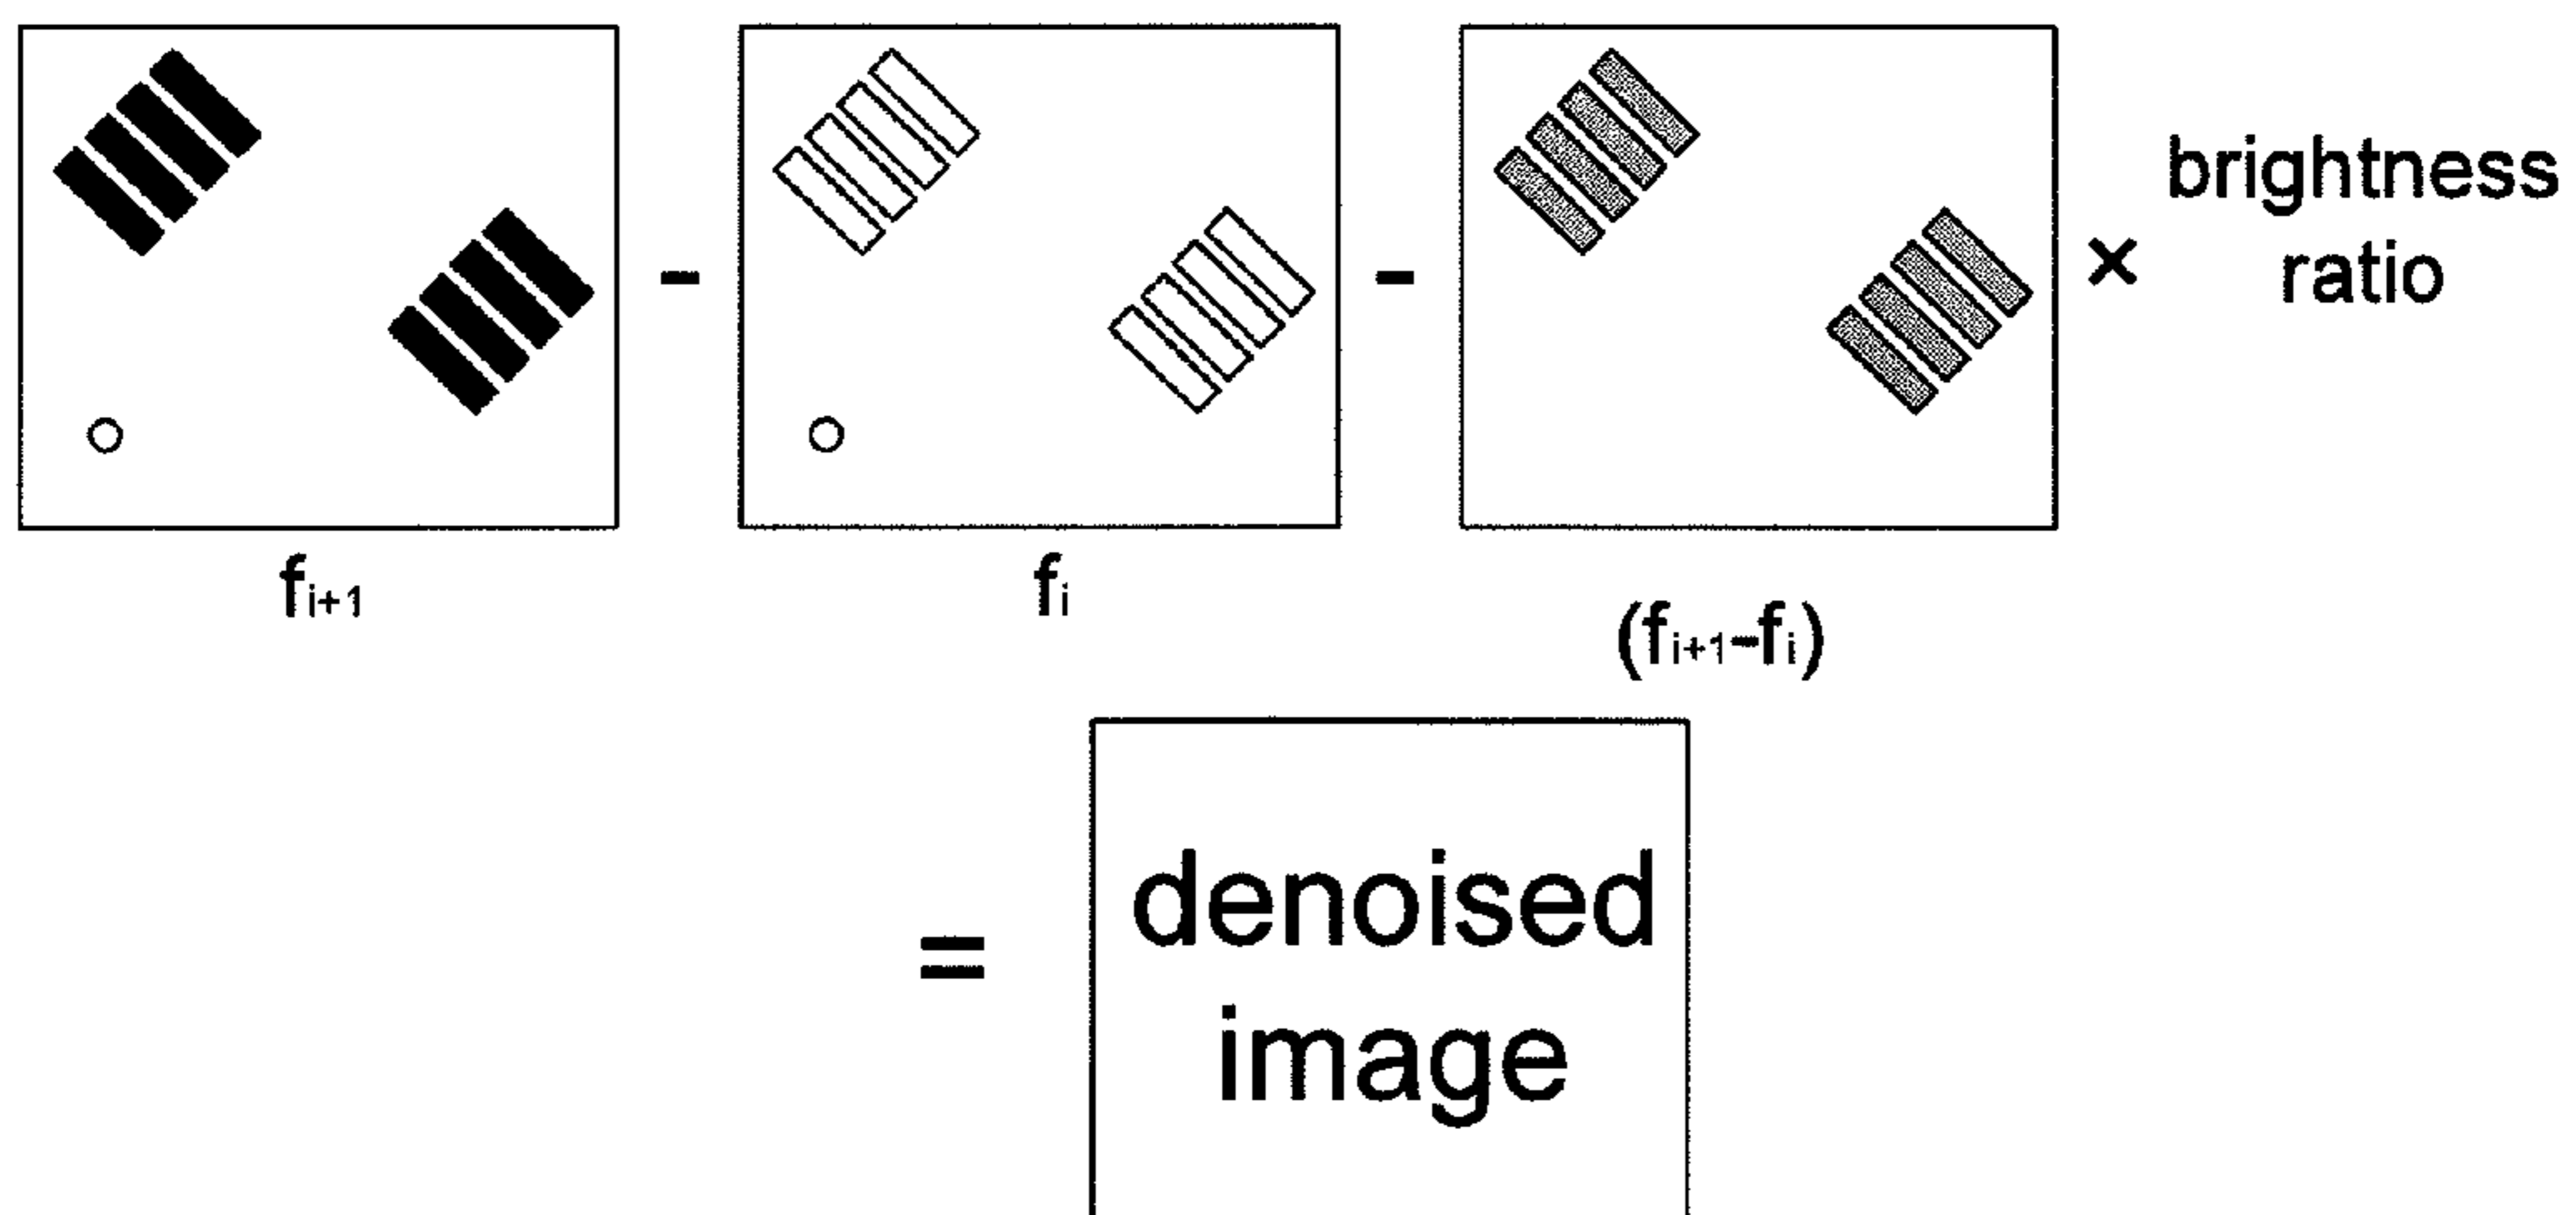 - - × brightness
ratio
fi+1 fi (fi+1-fi)
= denoised
image